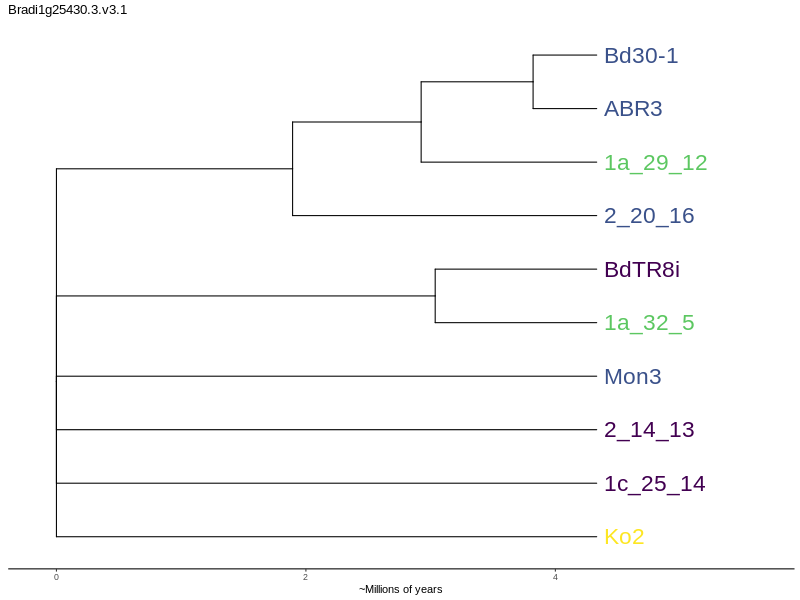 Bradi1g25430.3.v3.1
Bd30-1
ABR3
1a_29_12
2_20_16
BdTR8i
1a_32_5
Mon3
2_14_13
1c_25_14
Ko2
0 2 4
~Millions of years